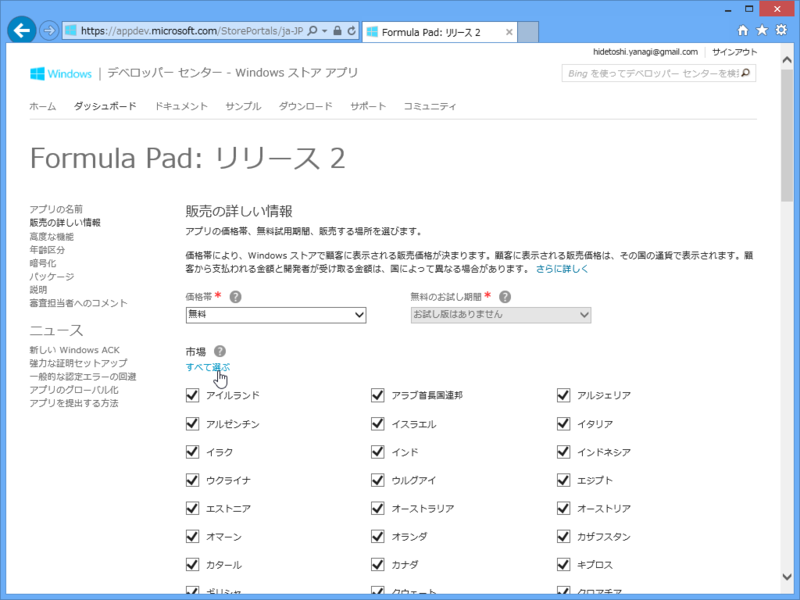 https://appdev.microsoft.com/StorePortals/ja-JP
Formula Pad: リリース 2
hidetoshi.yanagi@gmail.com サインアウト
Windows | デベロッパー センター - Windows ストア アプリ
Bing を使ってデベロッパー センターを検
ホーム ダッシュボード ドキュメント サンプル ダウンロード サポート コミュニティ
Formula Pad: リリース 2
アプリの名前
販売の詳しい情報
高度な機能
年齢区分
暗号化
パッケージ
説明
審査担当者へのコメント
ニュース
新しい Windows ACK
強力な証明セットアップ
一般的な認定エラーの回避
アプリのグローバル化
アプリを提出する方法
販売の詳しい情報
アプリの価格帯、無料試用期間、販売する場所を選びます。
価格帯により、Windows ストアで顧客に表示される販売価格が決まります。顧客に表示される販売価格は、その国の通貨で表示されます。顧
客から支払われる金額と開発者が受け取る金額は、国によって異なる場合があります。 さらに詳しく
価格帯 * ? 無料のお試し期間 * ?
無料 お試し版はありません
市場 ?
すべて選ぶ
アイルランド アラブ首長国連邦 アルジェリア
アルゼンチン イスラエル イタリア
イラク インド インドネシア
ウクライナ ウルグアイ エジプト
エストニア オーストラリア オーストリア
オマーン オランダ カザフスタン
カタール カナダ キプロス
ギリシャ クウェート クロアチア